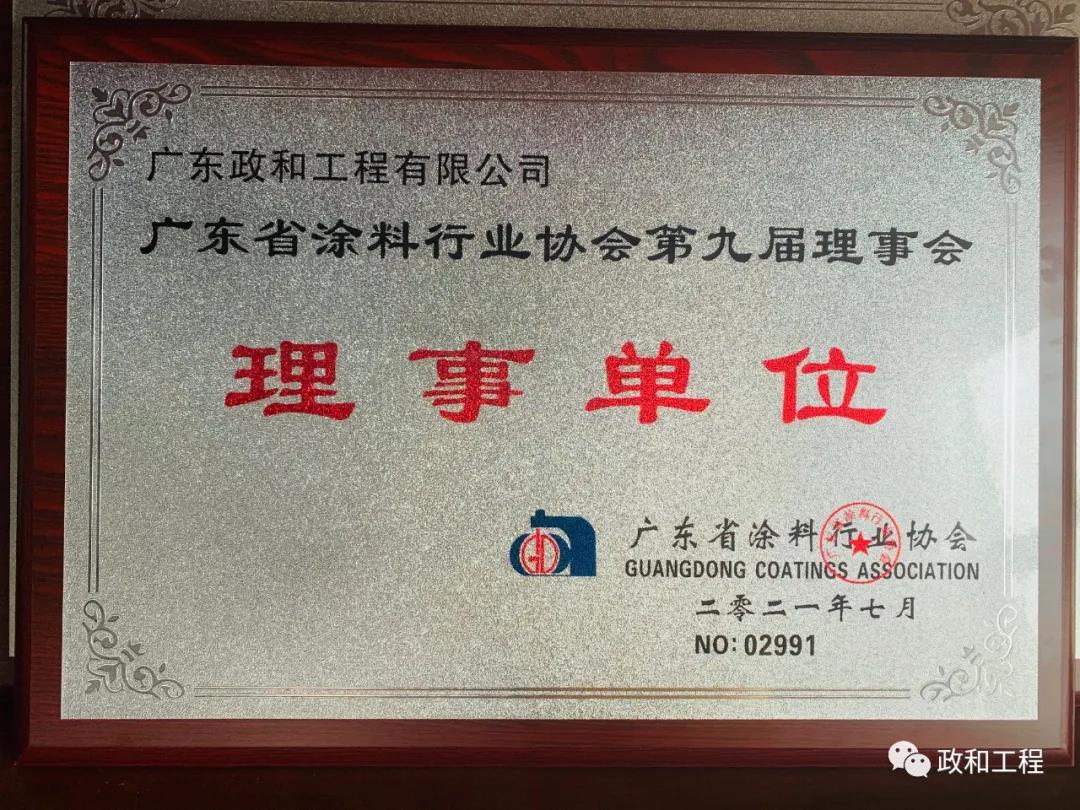 广东政和工程有限公司
广东省涂料行业协会第九届理事会
理事单位
广东省涂料行业协会
GUANGDONG COATINGS ASSOCIATION
二零二一年七月
NO: 02991
政和工程